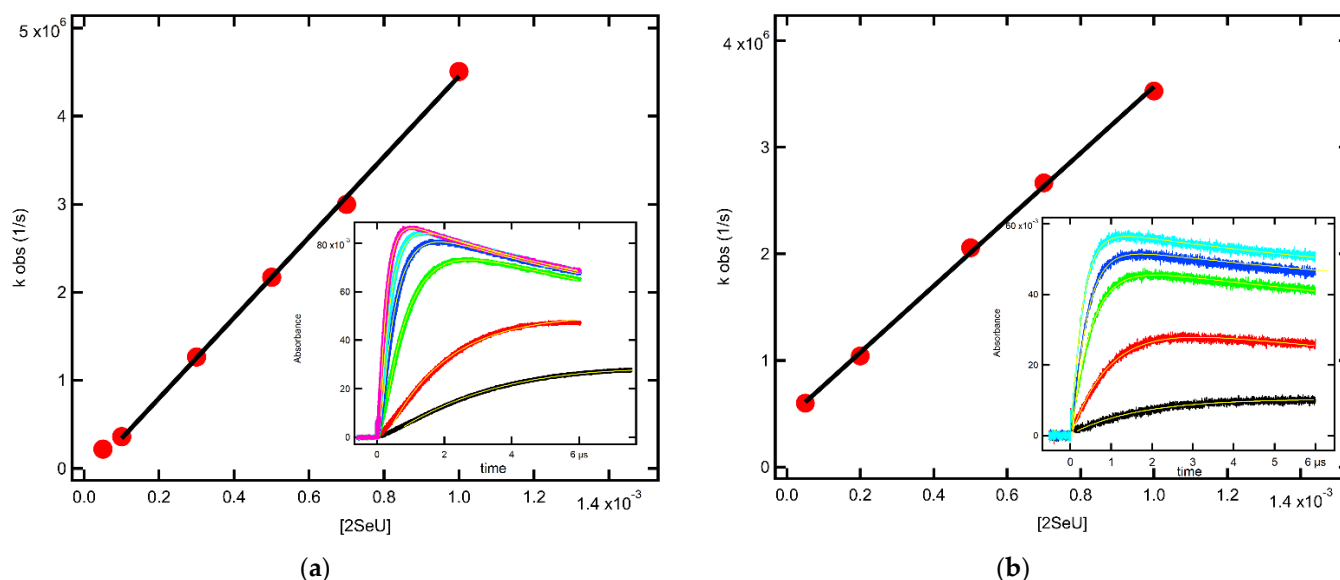 5 x10⁶
4
3
2
1
0
k obs (1/s)
0.0 0.2 0.4 0.6 0.8 1.0 1.2 1.4 x10⁻³
[2SeU]
80 x10⁻³
60
40
20
0
Absorbance
0 2 4 6 µs
time
(a)
4 x10⁶
3
2
1
0
k obs (1/s)
0.0 0.2 0.4 0.6 0.8 1.0 1.2 1.4 x10⁻³
[2SeU]
60 x10⁻³
40
20
0
Absorbance
0 1 2 3 4 5 6 µs
time
(b)